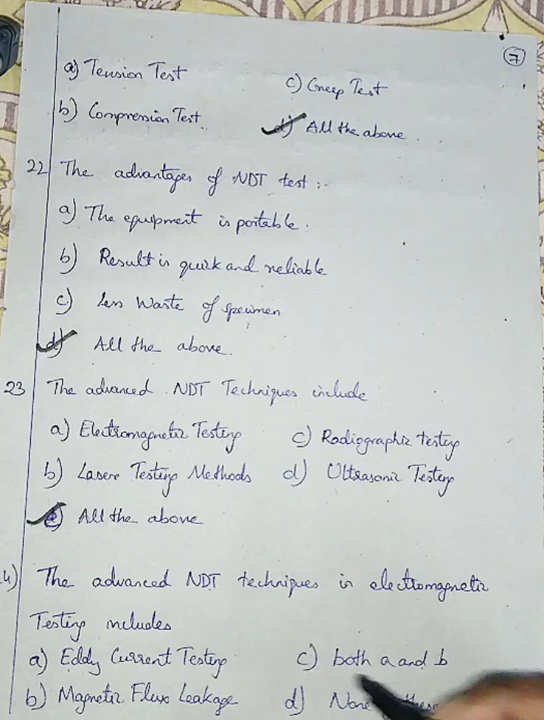 7
a) Tension Test c) Creep Test
b) Compression Test d) All the above.
22 The advantages of NDT test :-
a) The equipment is portable.
b) Result is quick and reliable
c) Less Waste of specimen
d) All the above.
23 The advanced NDT Techniques include
a) Electromagnetic Testing c) Radiographic testing
b) Laser Testing Methods d) Ultrasonic Testing
e) All the above
4) The advanced NDT techniques in electromagnetic
Testing includes
a) Eddy Current Testing c) both a and b
b) Magnetic Flux Leakage d) None these